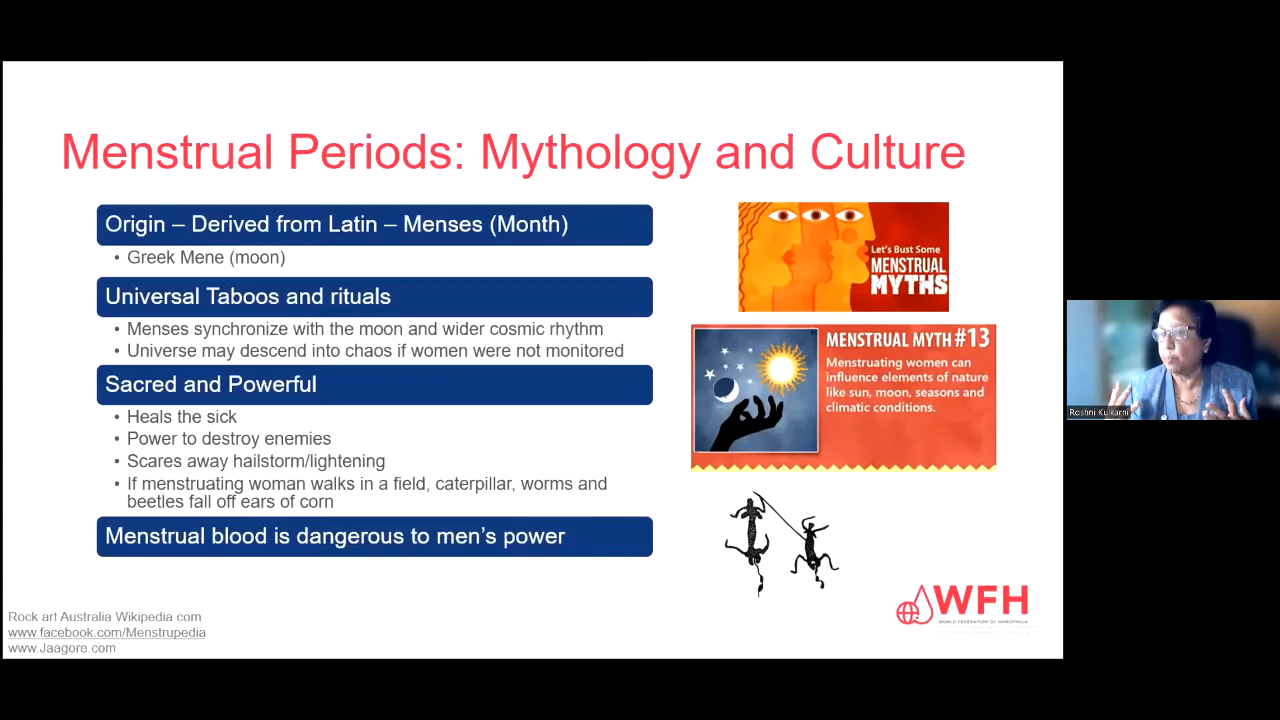 Menstrual Periods: Mythology and Culture
Origin – Derived from Latin – Menses (Month)
• Greek Mene (moon)
Universal Taboos and rituals
• Menses synchronize with the moon and wider cosmic rhythm
• Universe may descend into chaos if women were not monitored
Sacred and Powerful
• Heals the sick
• Power to destroy enemies
• Scares away hailstorm/lightening
• If menstruating woman walks in a field, caterpillar, worms and
beetles fall off ears of corn
Menstrual blood is dangerous to men's power
Let's Bust Some
MENSTRUAL
MYTHS
MENSTRUAL MYTH #13
Menstruating women can
influence elements of nature
like sun, moon, seasons and
climatic conditions.
Roshni Kulkarni
Rock art Australia Wikipedia com
www.facebook.com/Menstrupedia
www.Jaagore.com
WFH
WORLD FEDERATION OF HEMOPHILIA